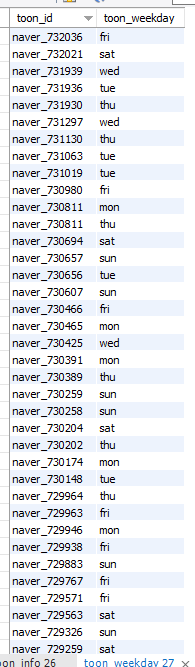 toon_id toon_weekday
naver_732036 fri
naver_732021 sat
naver_731939 wed
naver_731936 tue
naver_731930 thu
naver_731297 wed
naver_731130 thu
naver_731063 tue
naver_731019 tue
naver_730980 fri
naver_730811 mon
naver_730811 thu
naver_730694 sat
naver_730657 sun
naver_730656 tue
naver_730607 sun
naver_730466 fri
naver_730465 mon
naver_730425 wed
naver_730391 mon
naver_730389 thu
naver_730259 sun
naver_730258 sun
naver_730204 sat
naver_730202 thu
naver_730174 mon
naver_730148 tue
naver_729964 thu
naver_729963 fri
naver_729946 mon
naver_729938 fri
naver_729883 sun
naver_729767 fri
naver_729571 fri
naver_729563 sat
naver_729326 sun
naver_729259 sat
toon_info 26 toon_weekday 27